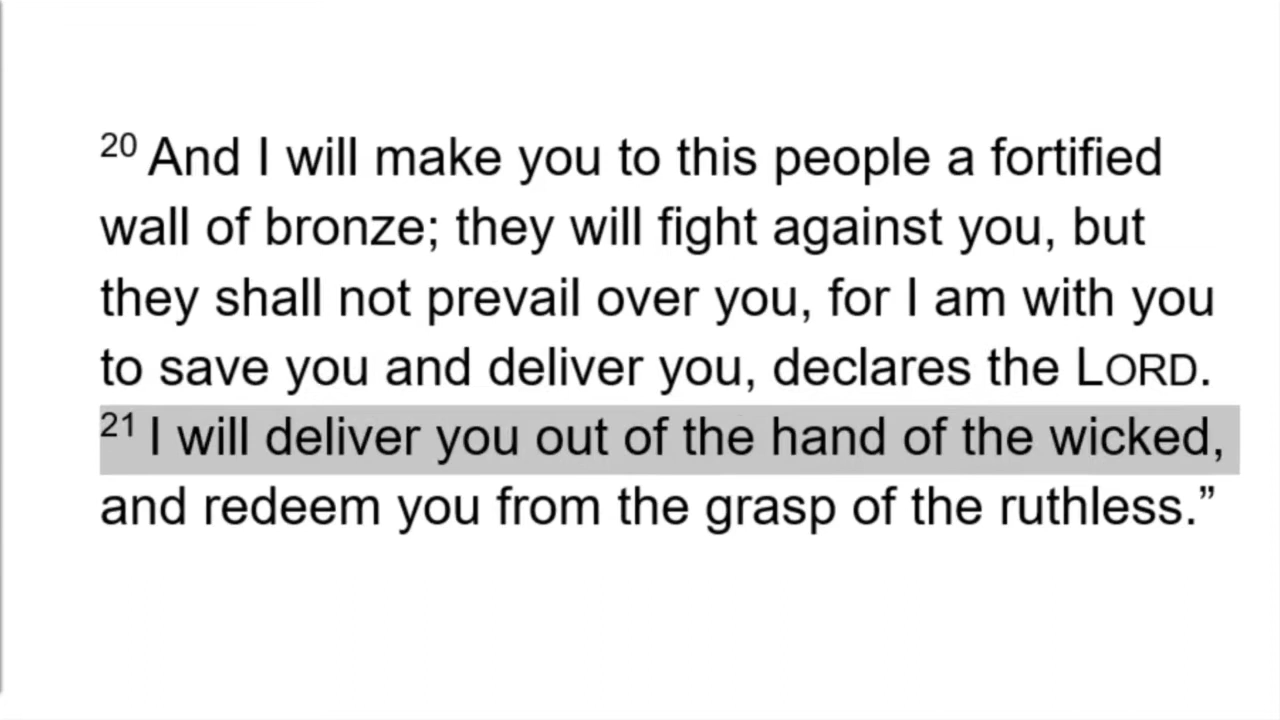 20 And I will make you to this people a fortified
wall of bronze; they will fight against you, but
they shall not prevail over you, for I am with you
to save you and deliver you, declares the LORD.
21 I will deliver you out of the hand of the wicked,
and redeem you from the grasp of the ruthless.”